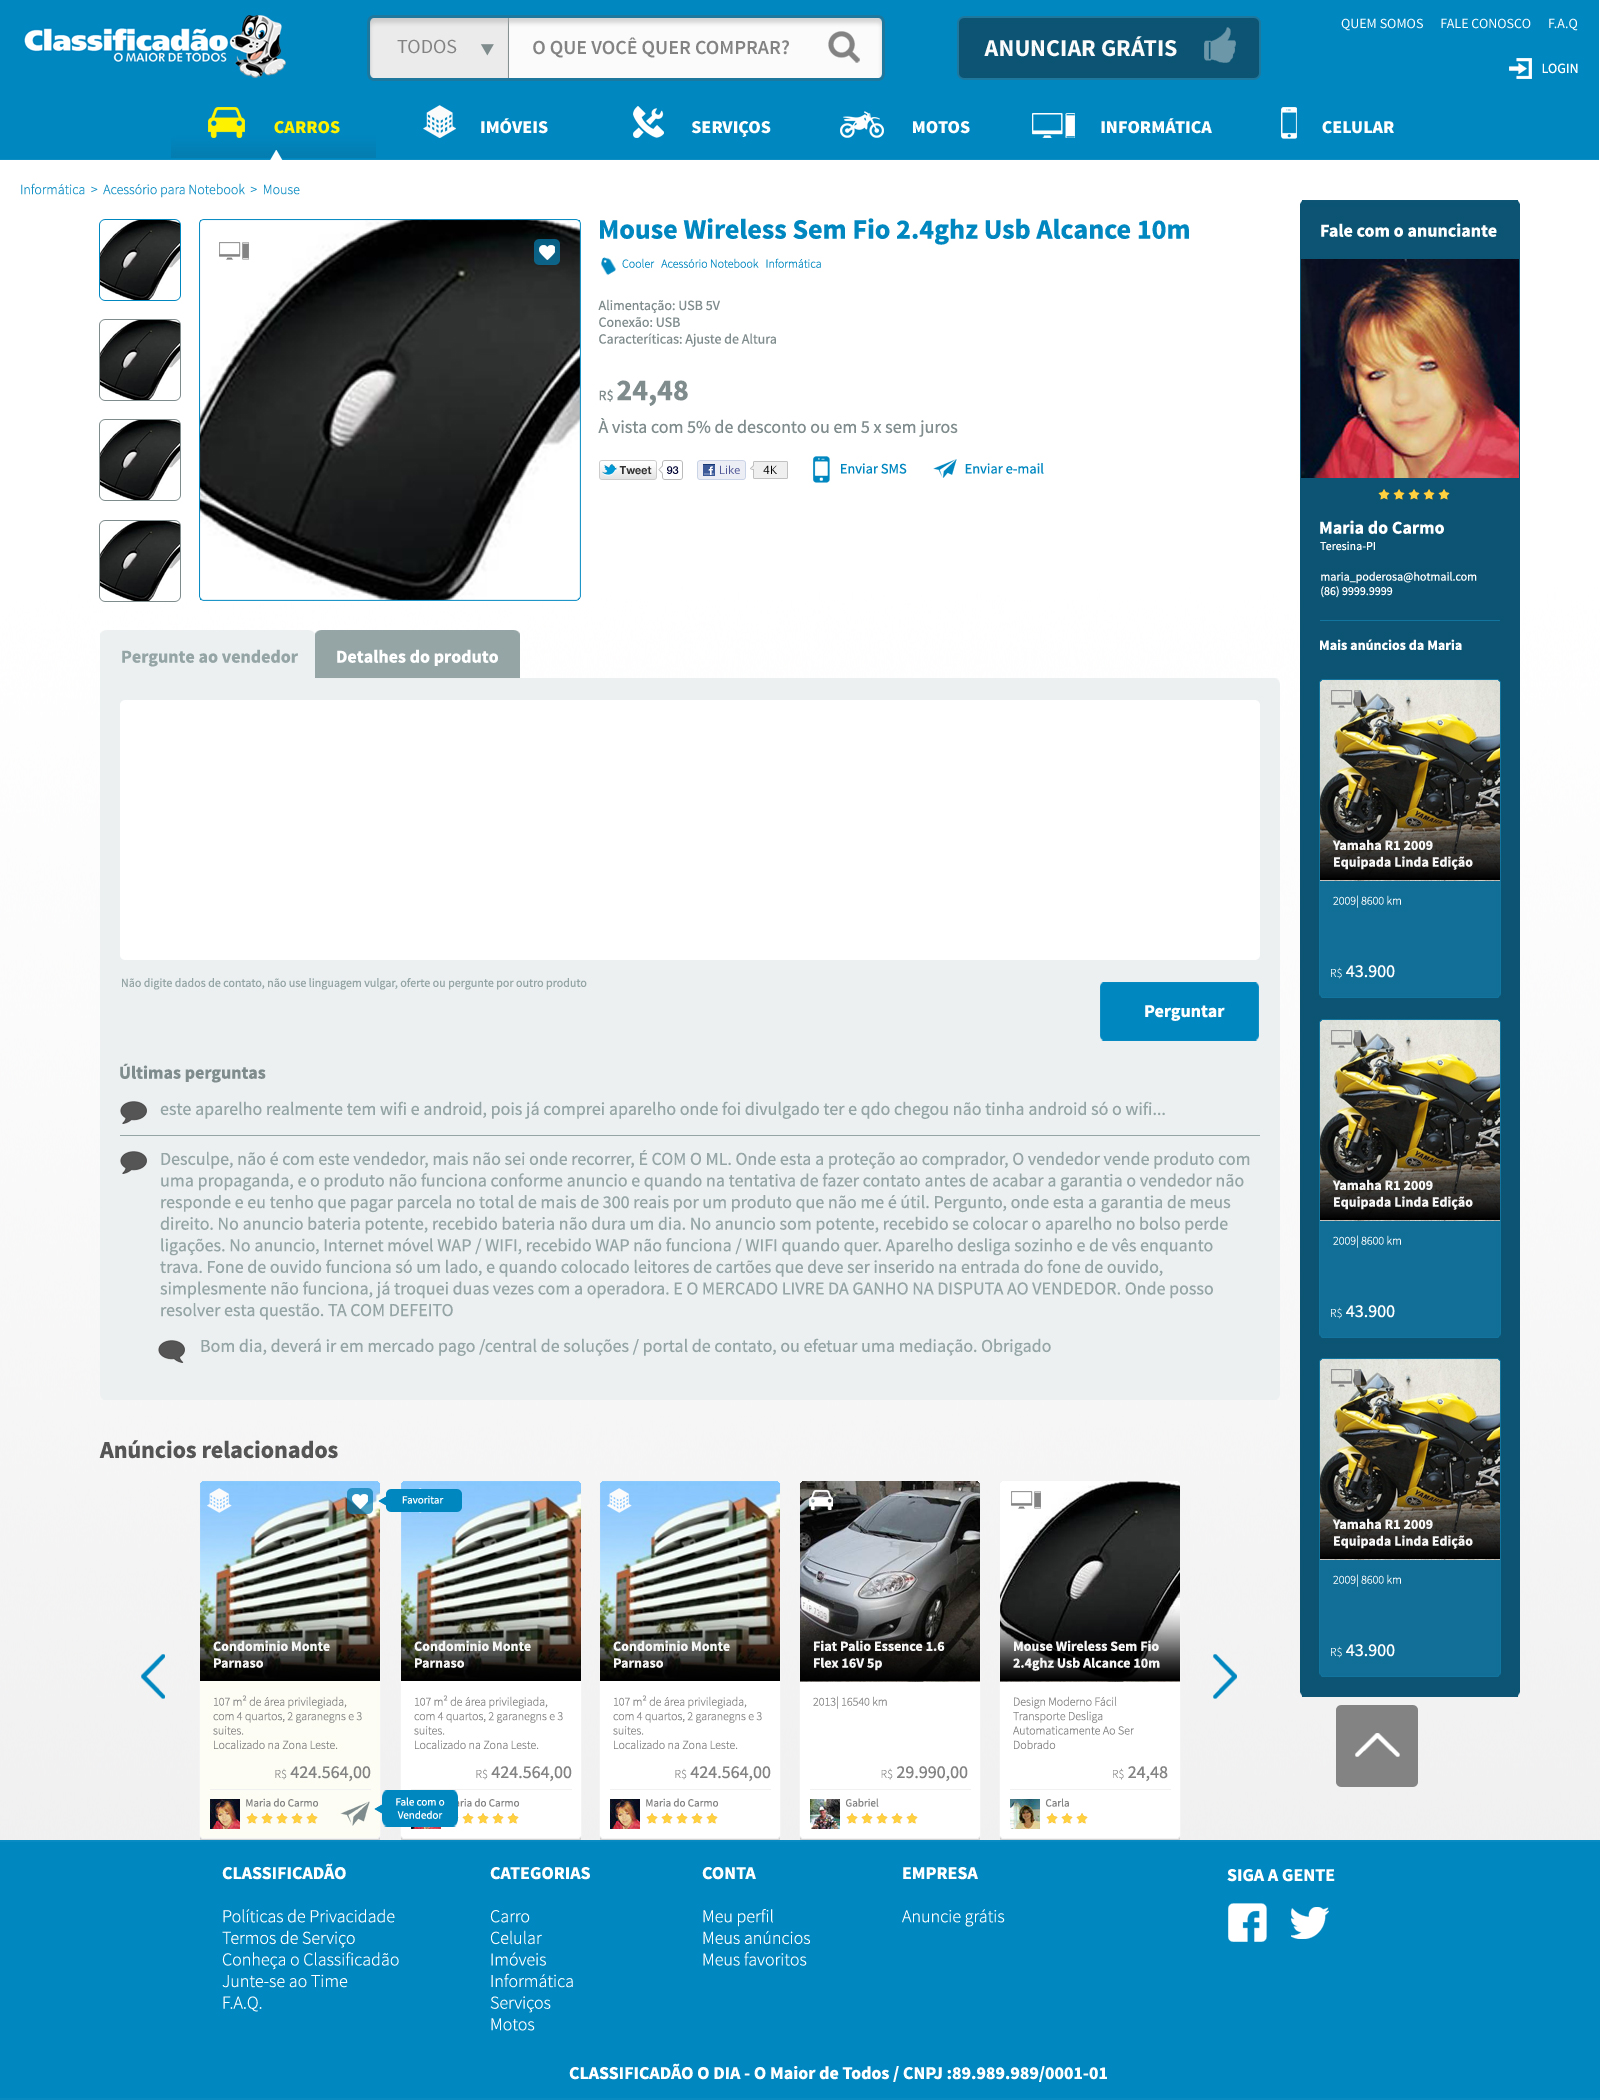 Classificadão
O MAIOR DE TODOS
TODOS
O QUE VOCÊ QUER COMPRAR?
ANUNCIAR GRÁTIS
QUEM SOMOS FALE CONOSCO F.A.Q
LOGIN
CARROS IMÓVEIS SERVIÇOS MOTOS INFORMÁTICA CELULAR
Informática > Acessório para Notebook > Mouse
Mouse Wireless Sem Fio 2.4ghz Usb Alcance 10m
Cooler Acessório Notebook Informática
Alimentação: USB 5V
Conexão: USB
Caracteríticas: Ajuste de Altura
R$ 24,48
À vista com 5% de desconto ou em 5 x sem juros
Tweet 93 Like 4K Enviar SMS Enviar e-mail
Fale com o anunciante
Maria do Carmo
Teresina-PI
maria_poderosa@hotmail.com
(86) 9999.9999
Mais anúncios da Maria
YAMAHA
Yamaha R1 2009
Equipada Linda Edição
2009| 8600 km
R$ 43.900
YAMAHA
Yamaha R1 2009
Equipada Linda Edição
2009| 8600 km
R$ 43.900
YAMAHA
Yamaha R1 2009
Equipada Linda Edição
2009| 8600 km
R$ 43.900
Pergunte ao vendedor
Detalhes do produto
Não digite dados de contato, não use linguagem vulgar, oferte ou pergunte por outro produto
Perguntar
Últimas perguntas
este aparelho realmente tem wifi e android, pois já comprei aparelho onde foi divulgado ter e qdo chegou não tinha android só o wifi...
Desculpe, não é com este vendedor, mais não sei onde recorrer, É COM O ML. Onde esta a proteção ao comprador, O vendedor vende produto com
uma propaganda, e o produto não funciona conforme anuncio e quando na tentativa de fazer contato antes de acabar a garantia o vendedor não
responde e eu tenho que pagar parcela no total de mais de 300 reais por um produto que não me é útil. Pergunto, onde esta a garantia de meus
direito. No anuncio bateria potente, recebido bateria não dura um dia. No anuncio som potente, recebido se colocar o aparelho no bolso perde
ligações. No anuncio, Internet móvel WAP / WIFI, recebido WAP não funciona / WIFI quando quer. Aparelho desliga sozinho e de vês enquanto
trava. Fone de ouvido funciona só um lado, e quando colocado leitores de cartões que deve ser inserido na entrada do fone de ouvido,
simplesmente não funciona, já troquei duas vezes com a operadora. E O MERCADO LIVRE DA GANHO NA DISPUTA AO VENDEDOR. Onde posso
resolver esta questão. TA COM DEFEITO
Bom dia, deverá ir em mercado pago /central de soluções / portal de contato, ou efetuar uma mediação. Obrigado
Anúncios relacionados
Favoritar
Condominio Monte
Parnaso
107 m² de área privilegiada,
com 4 quartos, 2 garanegns e 3
suites.
Localizado na Zona Leste.
R$ 424.564,00
Maria do Carmo
Fale com o
Vendedor
Condominio Monte
Parnaso
107 m² de área privilegiada,
com 4 quartos, 2 garanegns e 3
suites.
Localizado na Zona Leste.
R$ 424.564,00
ria do Carmo
Condominio Monte
Parnaso
107 m² de área privilegiada,
com 4 quartos, 2 garanegns e 3
suites.
Localizado na Zona Leste.
R$ 424.564,00
Maria do Carmo
Fiat Palio Essence 1.6
Flex 16V 5p
2013| 16540 km
R$ 29.990,00
Gabriel
Mouse Wireless Sem Fio
2.4ghz Usb Alcance 10m
Design Moderno Fácil
Transporte Desliga
Automaticamente Ao Ser
Dobrado
R$ 24,48
Carla
CLASSIFICADÃO
Políticas de Privacidade
Termos de Serviço
Conheça o Classificadão
Junte-se ao Time
F.A.Q.
CATEGORIAS
Carro
Celular
Imóveis
Informática
Serviços
Motos
CONTA
Meu perfil
Meus anúncios
Meus favoritos
EMPRESA
Anuncie grátis
SIGA A GENTE
CLASSIFICADÃO O DIA - O Maior de Todos / CNPJ :89.989.989/0001-01